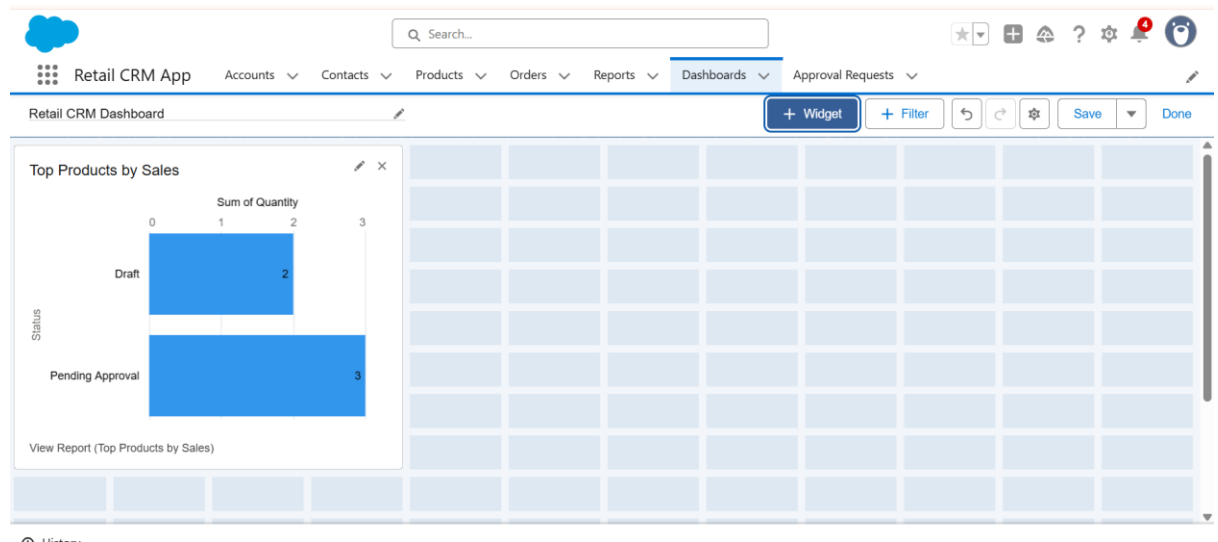 Search...
4
Retail CRM App Accounts Contacts Products Orders Reports Dashboards Approval Requests
Retail CRM Dashboard + Widget + Filter Save Done
Top Products by Sales
Sum of Quantity
0 1 2 3
Draft 2
Status
Pending Approval 3
View Report (Top Products by Sales)
History